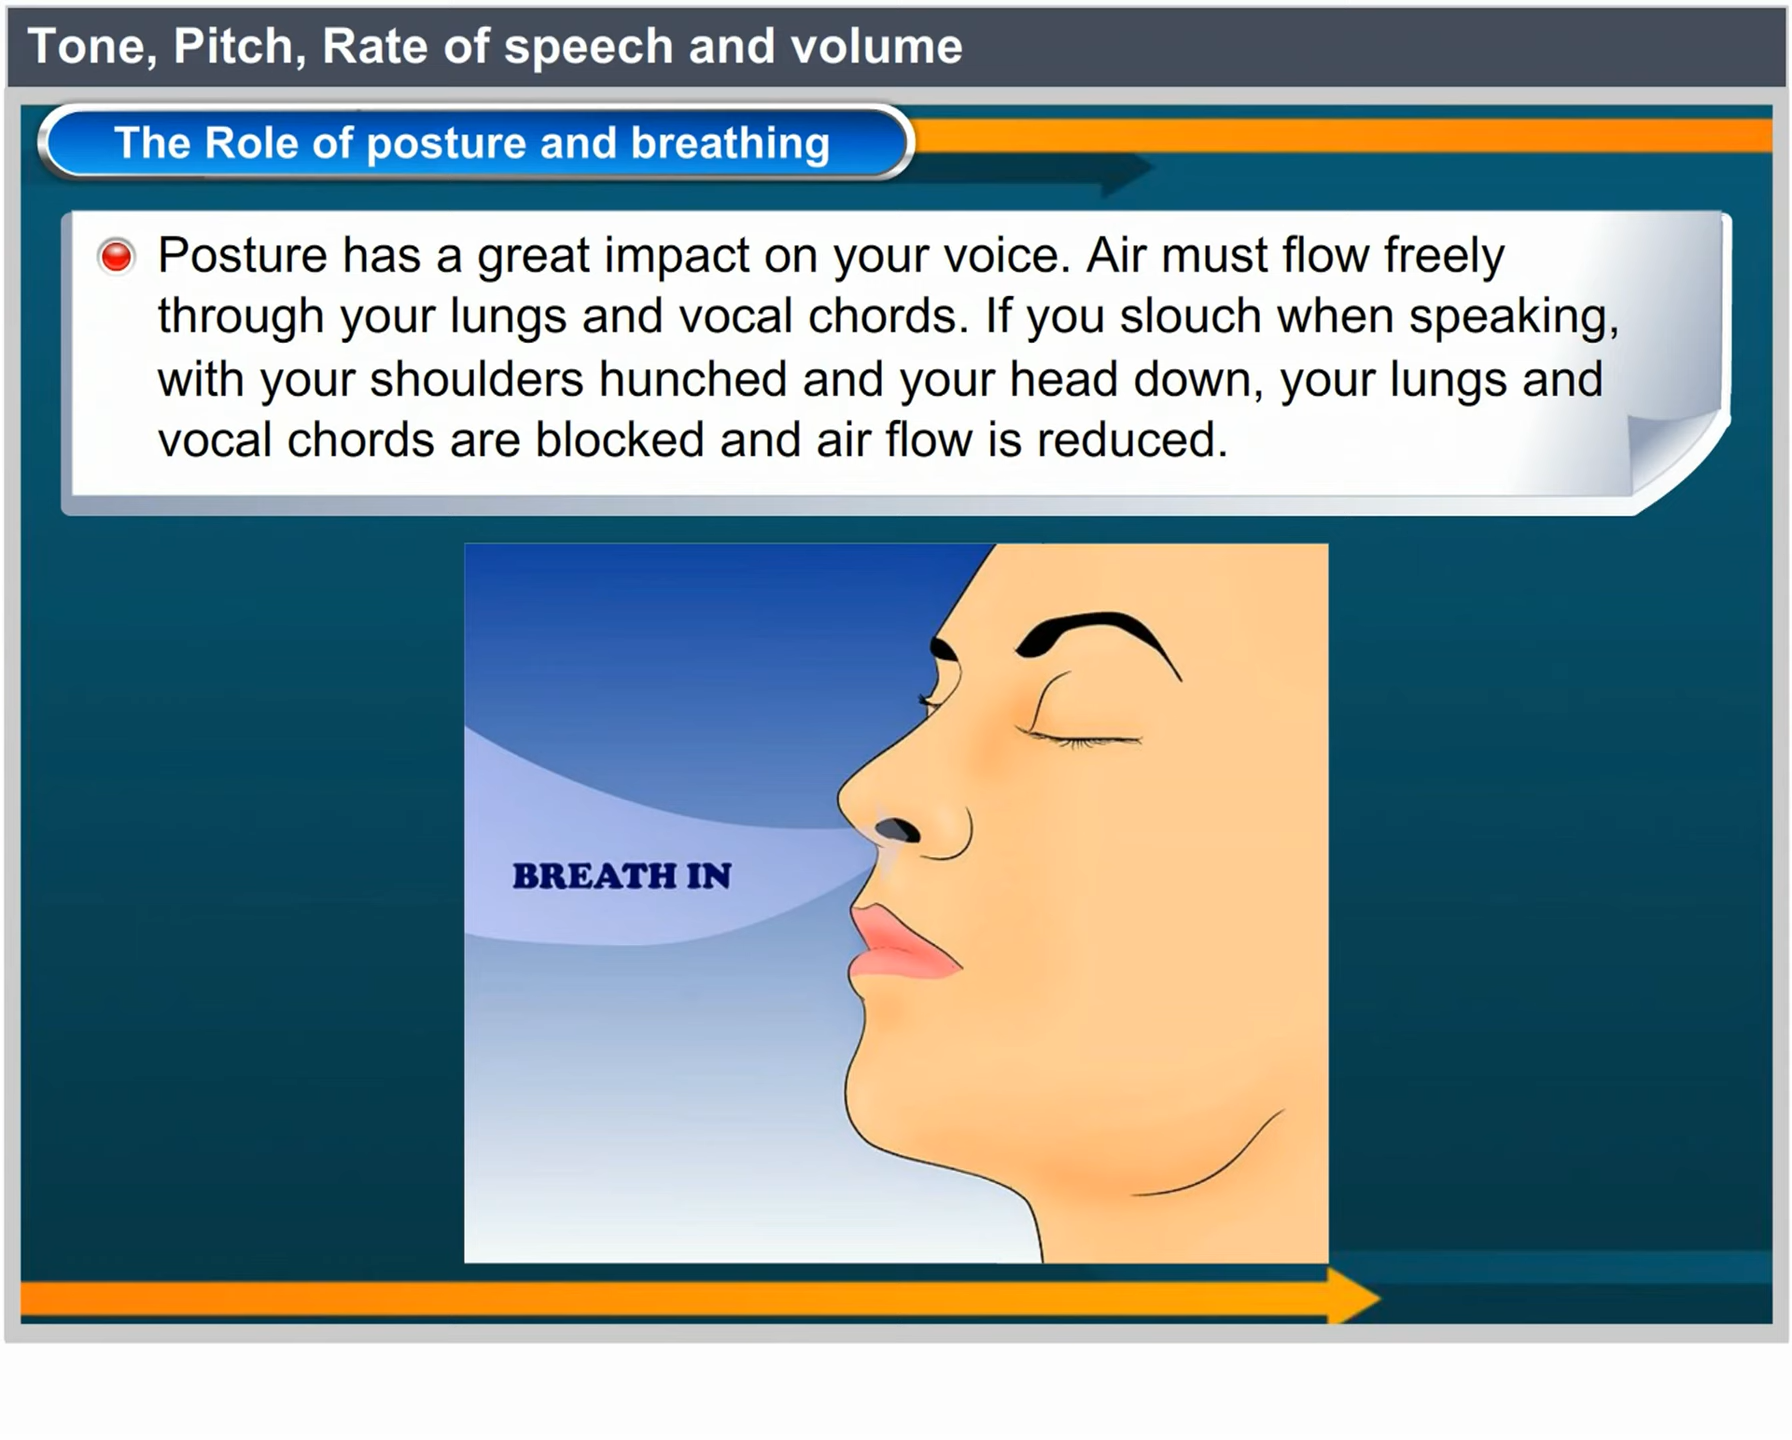 Tone, Pitch, Rate of speech and volume
The Role of posture and breathing
Posture has a great impact on your voice. Air must flow freely
through your lungs and vocal chords. If you slouch when speaking,
with your shoulders hunched and your head down, your lungs and
vocal chords are blocked and air flow is reduced.
BREATH IN